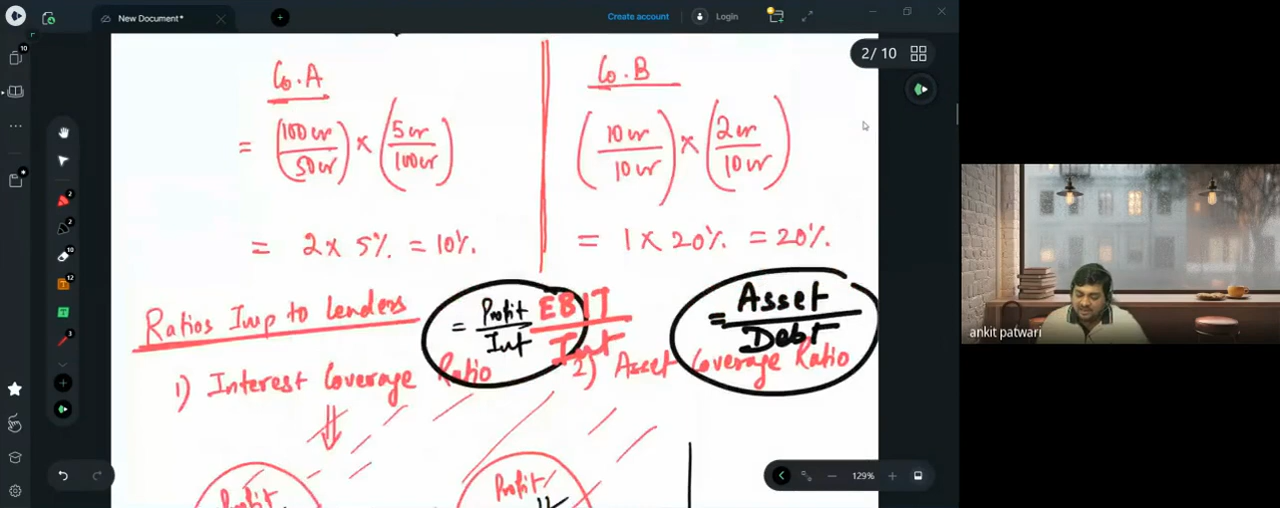 New Document*
Create account
Login
2 / 10
Co. A
= (100 cr / 50 cr) × (5 cr / 100 cr)
= 2 × 5% = 10%.
Co. B
(10 cr / 10 cr) × (2 cr / 10 cr)
= 1 × 20% = 20%.
Ratios Imp to lenders
= Profit / Int
EBIT / Int
= Asset / Debt
1) Interest Coverage Ratio
2) Asset Coverage Ratio
Profit
Profit
129%
ankit patwari